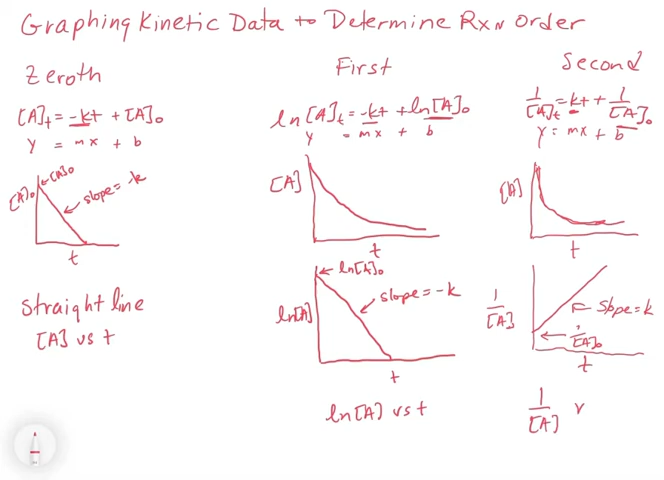 Graphing Kinetic Data to Determine Rxn Order
Zeroth
[A]t = -kt + [A]₀
y = mx + b
[A]₀
[A]₀
slope = -k
t
straight line
[A] vs t
First
ln[A]t = -kt + ln[A]₀
y = mx + b
[A]
t
ln[A]₀
slope = -k
ln[A]
t
ln[A] vs t
Second
1/[A]t = kt + 1/[A]₀
y = mx + b
[A]
t
1/[A]
slope = k
1/[A]₀
t
1/[A] v